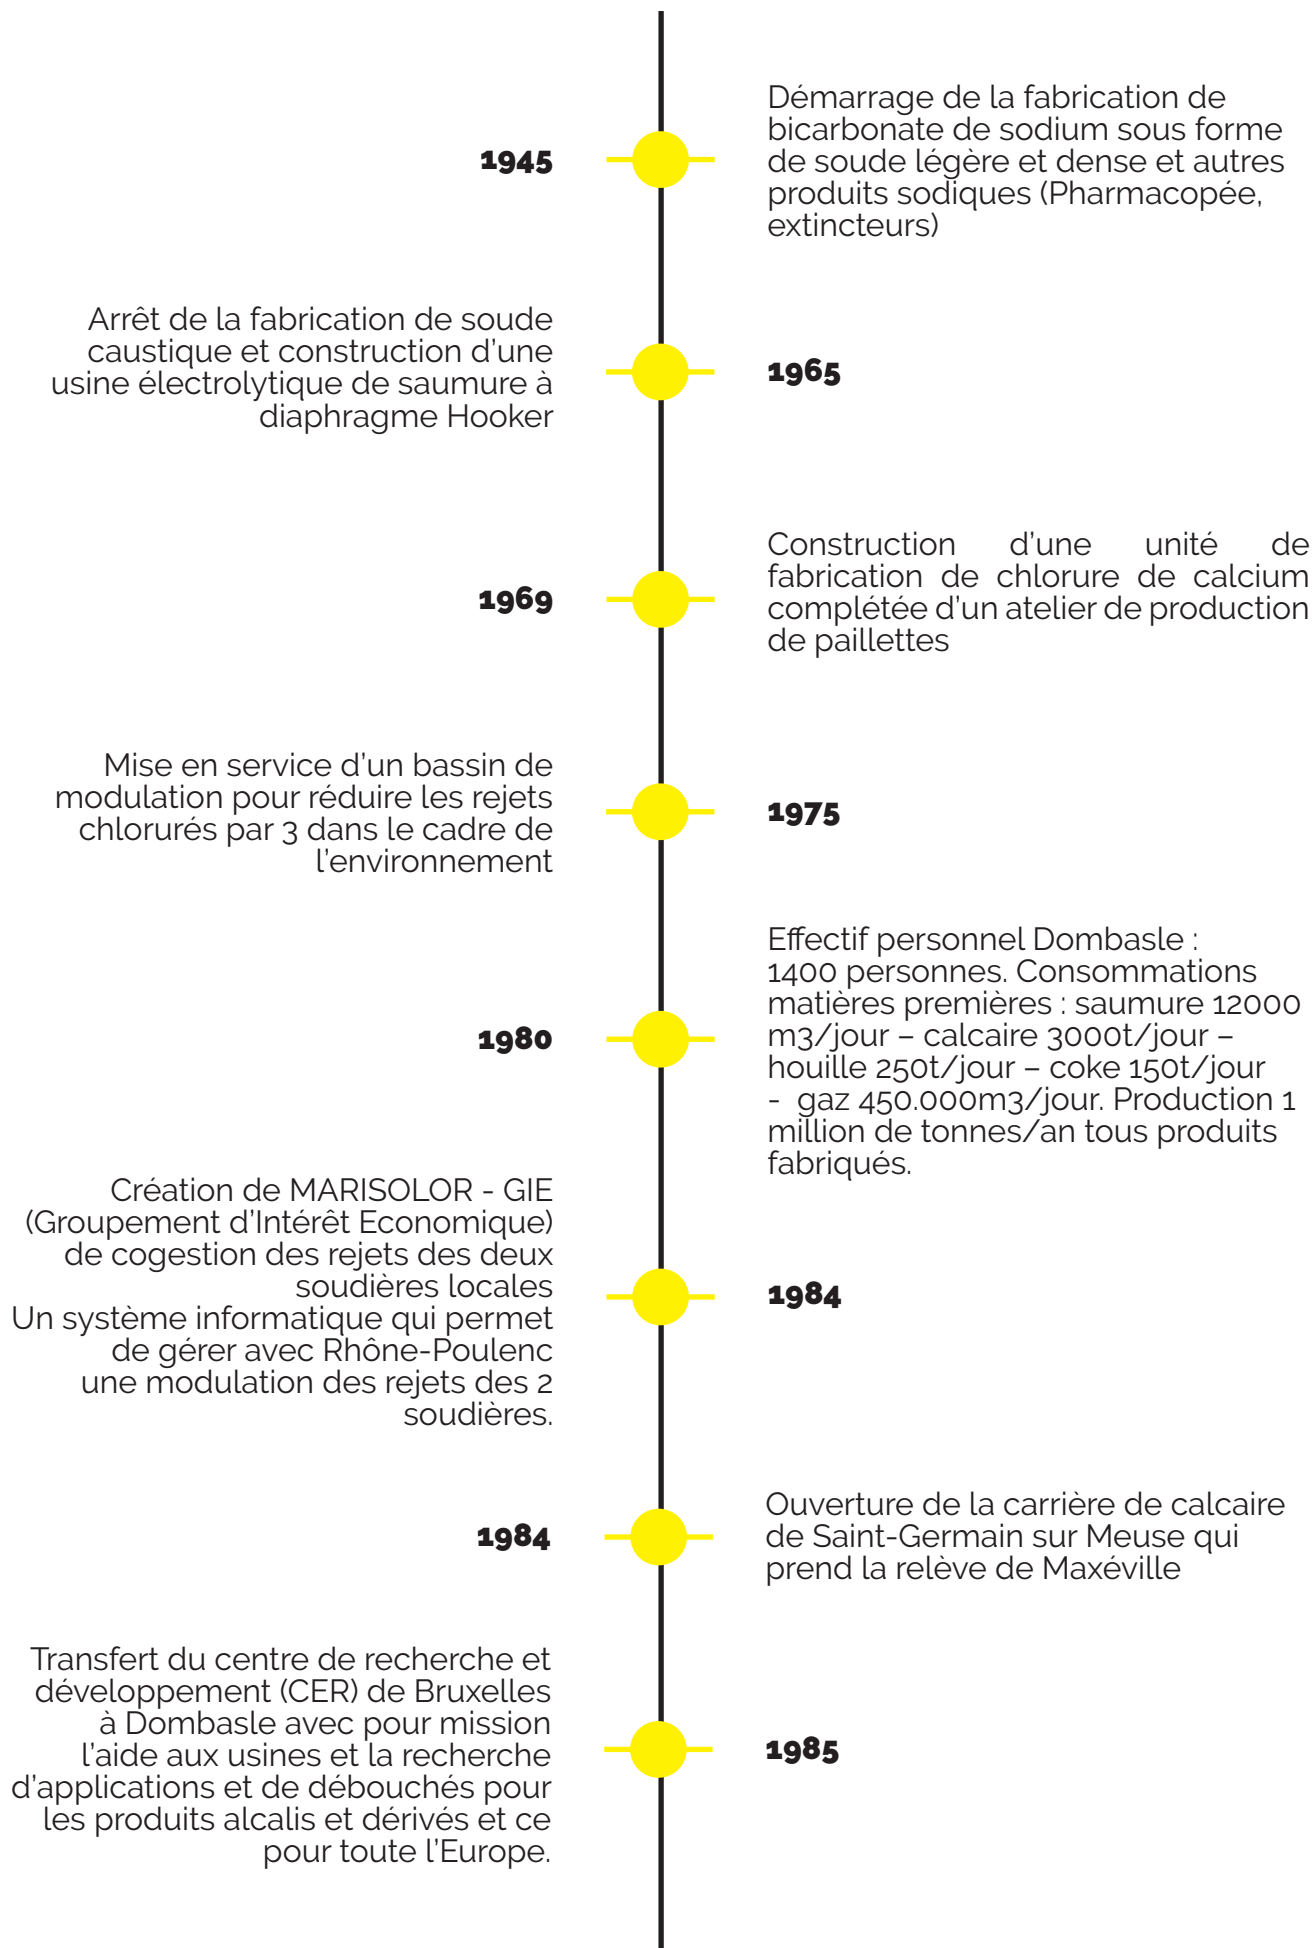 1945
Démarrage de la fabrication de
bicarbonate de sodium sous forme
de soude légère et dense et autres
produits sodiques (Pharmacopée,
extincteurs)
Arrêt de la fabrication de soude
caustique et construction d’une
usine électrolytique de saumure à
diaphragme Hooker
1965
1969
Construction d’une unité de
fabrication de chlorure de calcium
complétée d’un atelier de production
de paillettes
Mise en service d’un bassin de
modulation pour réduire les rejets
chlorurés par 3 dans le cadre de
l’environnement
1975
1980
Effectif personnel Dombasle :
1400 personnes. Consommations
matières premières : saumure 12000
m3/jour – calcaire 3000t/jour –
houille 250t/jour – coke 150t/jour
- gaz 450.000m3/jour. Production 1
million de tonnes/an tous produits
fabriqués.
Création de MARISOLOR - GIE
(Groupement d’Intérêt Economique)
de cogestion des rejets des deux
soudières locales
Un système informatique qui permet
de gérer avec Rhône-Poulenc
une modulation des rejets des 2
soudières.
1984
1984
Ouverture de la carrière de calcaire
de Saint-Germain sur Meuse qui
prend la relève de Maxéville
Transfert du centre de recherche et
développement (CER) de Bruxelles
à Dombasle avec pour mission
l’aide aux usines et la recherche
d’applications et de débouchés pour
les produits alcalis et dérivés et ce
pour toute l’Europe.
1985